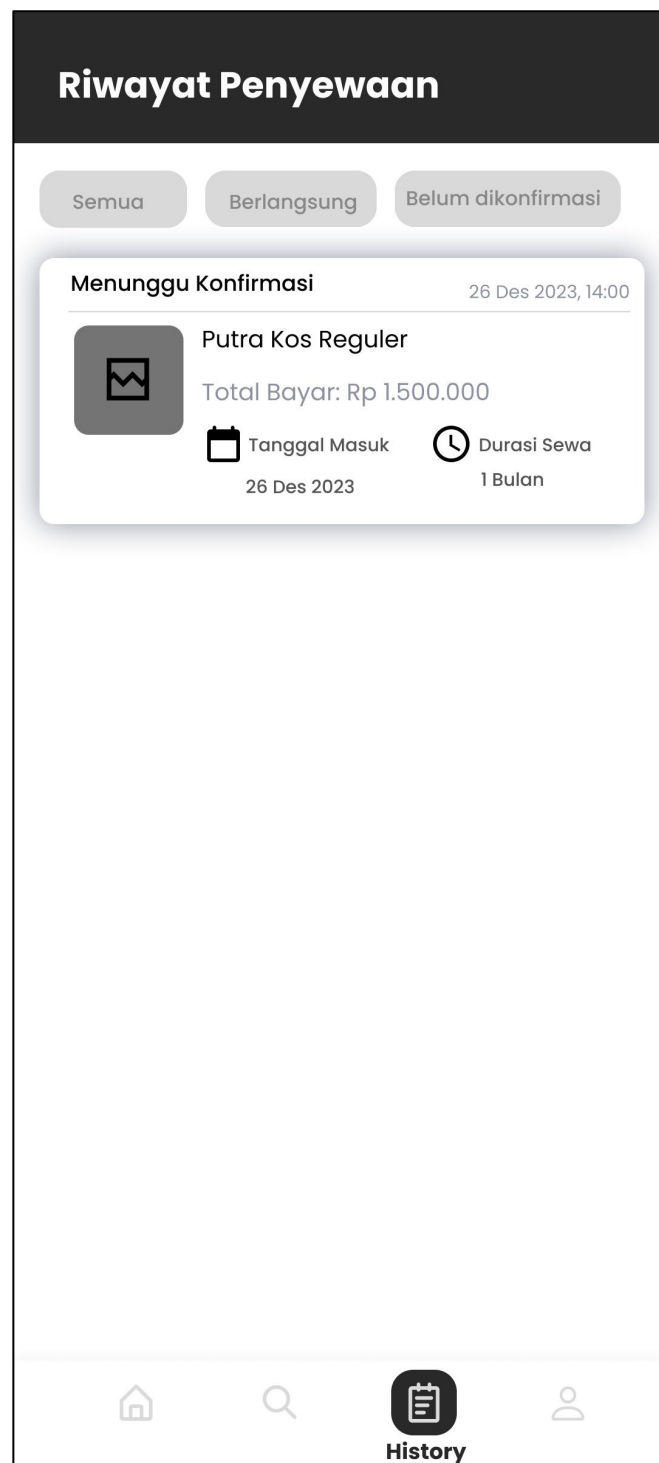 Riwayat Penyewaan
Semua
Berlangsung
Belum dikonfirmasi
Menunggu Konfirmasi
26 Des 2023, 14:00
Putra Kos Reguler
Total Bayar: Rp 1.500.000
Tanggal Masuk
26 Des 2023
Durasi Sewa
1 Bulan
History